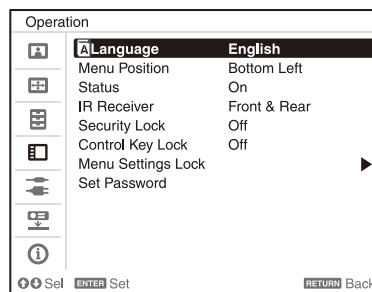 Operation
A Language English
Menu Position Bottom Left
Status On
IR Receiver Front & Rear
Security Lock Off
Control Key Lock Off
Menu Settings Lock
Set Password
Sel ENTER Set RETURN Back